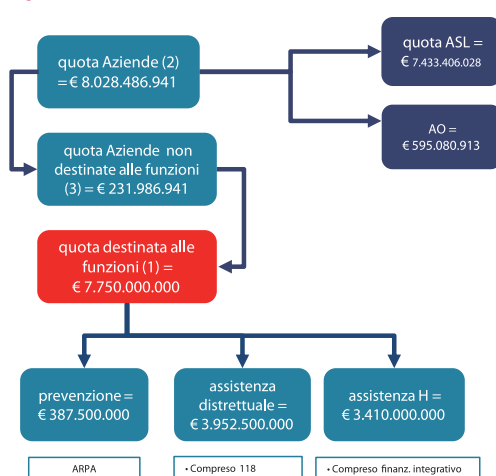 quota Aziende (2)
= € 8.028.486.941
quota ASL =
€ 7.433.406.028
AO =
€ 595.080.913
quota Aziende non
destinate alle funzioni
(3) = € 231.986.941
quota destinata alle
funzioni (1) =
€ 7.750.000.000
prevenzione =
€ 387.500.000
assistenza
distrettuale =
€ 3.952.500.000
assistenza H =
€ 3.410.000.000
ARPA
• Compreso 118
• Compreso finanz. integrativo